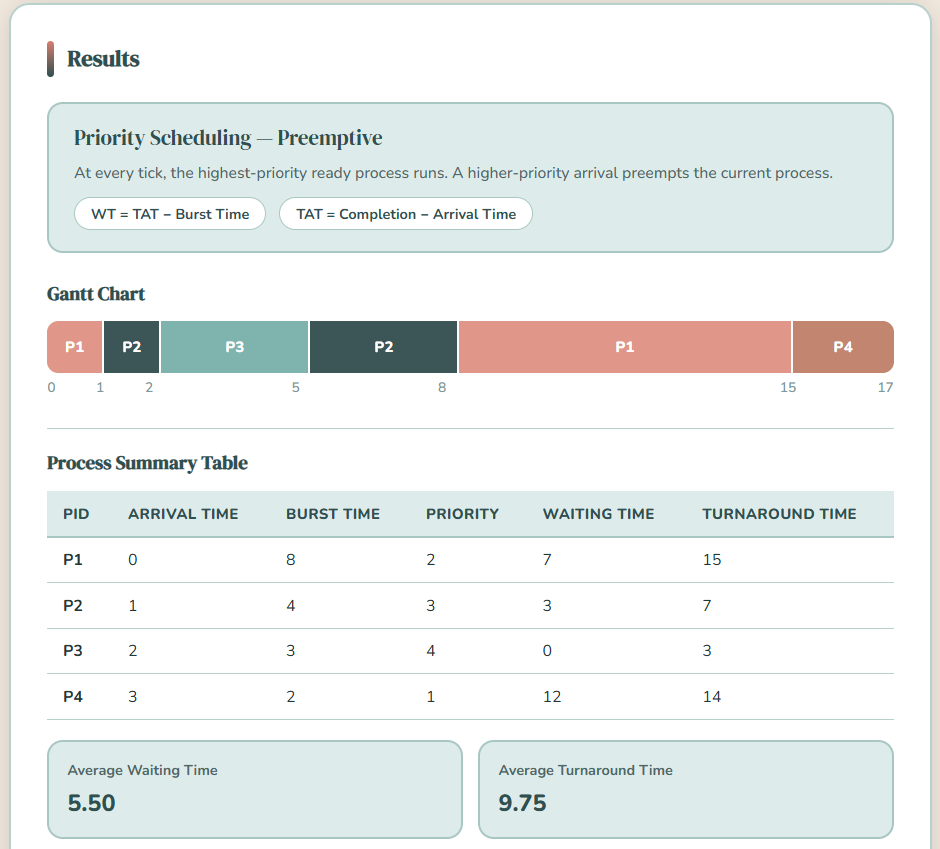 Results
Priority Scheduling — Preemptive
At every tick, the highest-priority ready process runs. A higher-priority arrival preempts the current process.
WT = TAT − Burst Time TAT = Completion − Arrival Time
Gantt Chart
P1 P2 P3 P2 P1 P4
0 1 2 5 8 15 17
Process Summary Table
PID ARRIVAL TIME BURST TIME PRIORITY WAITING TIME TURNAROUND TIME
P1 0 8 2 7 15
P2 1 4 3 3 7
P3 2 3 4 0 3
P4 3 2 1 12 14
Average Waiting Time Average Turnaround Time
5.50 9.75